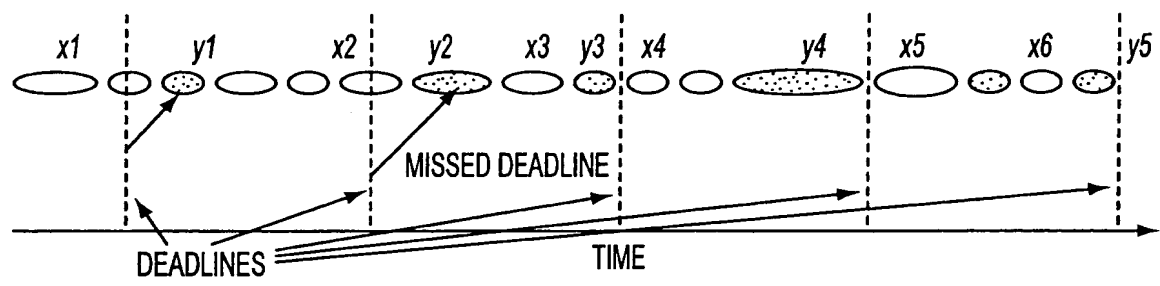 x1 y1 x2 y2 x3 y3 x4 y4 x5 x6 y5
MISSED DEADLINE
DEADLINES
TIME